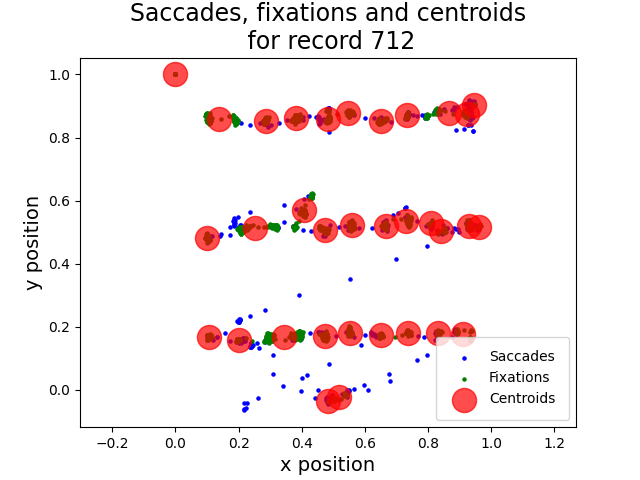 Saccades, fixations and centroids
for record 712
1.0
0.8
0.6
0.4
0.2
0.0
y position
−0.2
0.0
0.2
0.4
0.6
0.8
1.0
1.2
x position
Saccades
Fixations
Centroids